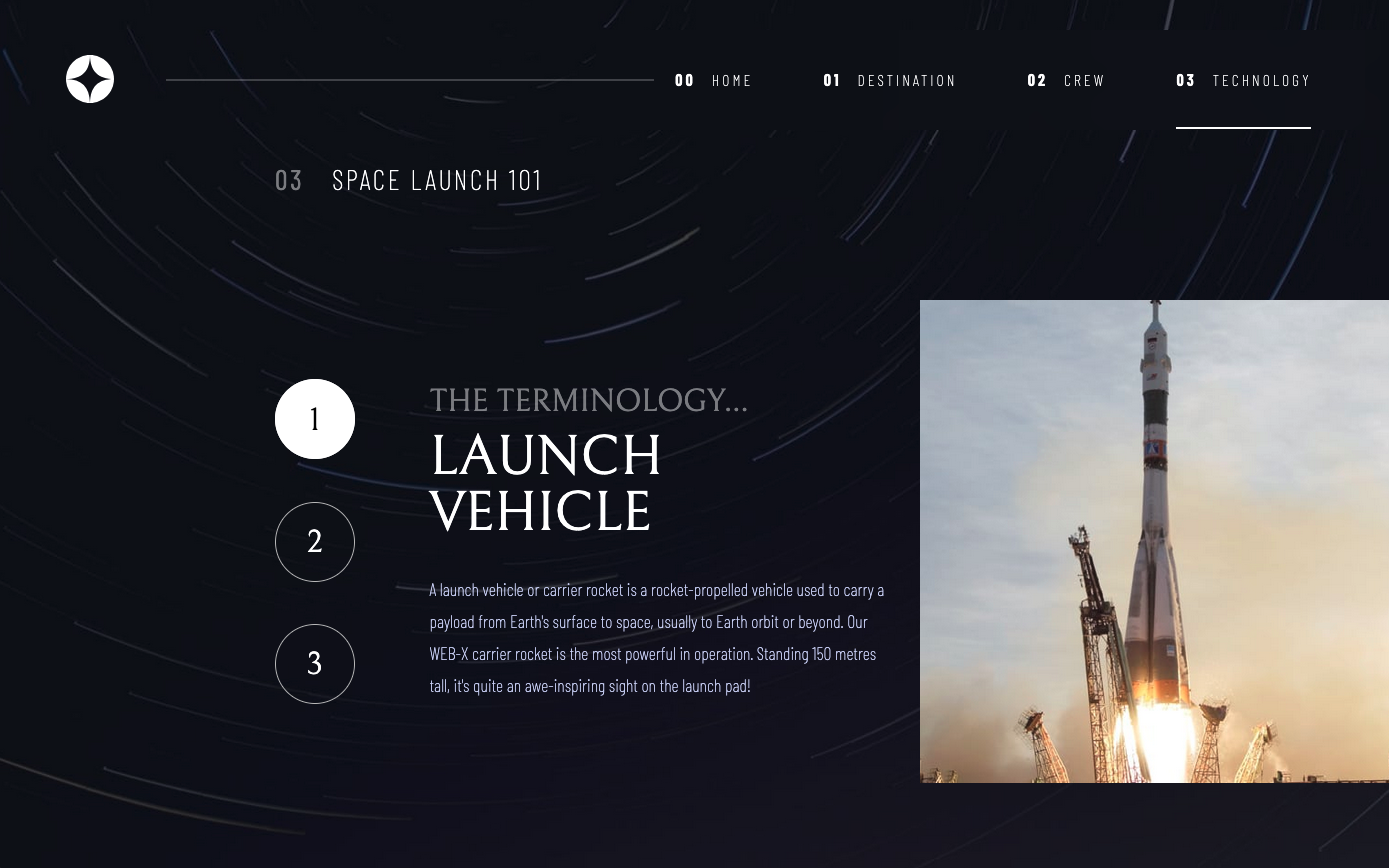 00 HOME 01 DESTINATION 02 CREW 03 TECHNOLOGY
03 SPACE LAUNCH 101
1
2
3
THE TERMINOLOGY...
LAUNCH
VEHICLE
A launch vehicle or carrier rocket is a rocket-propelled vehicle used to carry a
payload from Earth's surface to space, usually to Earth orbit or beyond. Our
WEB-X carrier rocket is the most powerful in operation. Standing 150 metres
tall, it's quite an awe-inspiring sight on the launch pad!